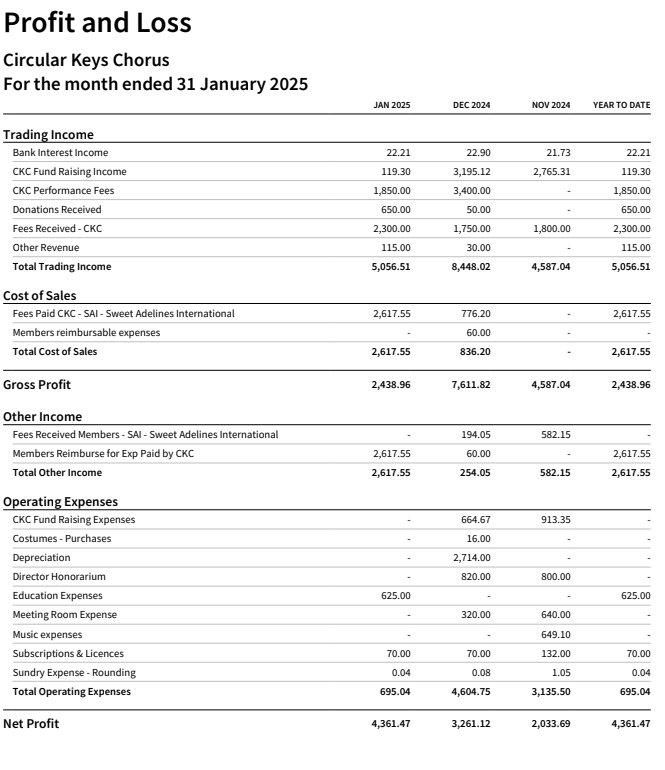 Profit and Loss
Circular Keys Chorus
For the month ended 31 January 2025
JAN 2025 DEC 2024 NOV 2024 YEAR TO DATE
Trading Income
Bank Interest Income 22.21 22.90 21.73 22.21
CKC Fund Raising Income 119.30 3,195.12 2,765.31 119.30
CKC Performance Fees 1,850.00 3,400.00 - 1,850.00
Donations Received 650.00 50.00 - 650.00
Fees Received - CKC 2,300.00 1,750.00 1,800.00 2,300.00
Other Revenue 115.00 30.00 - 115.00
Total Trading Income 5,056.51 8,448.02 4,587.04 5,056.51
Cost of Sales
Fees Paid CKC - SAI - Sweet Adelines International 2,617.55 776.20 - 2,617.55
Members reimbursable expenses - 60.00 - -
Total Cost of Sales 2,617.55 836.20 - 2,617.55
Gross Profit 2,438.96 7,611.82 4,587.04 2,438.96
Other Income
Fees Received Members - SAI - Sweet Adelines International - 194.05 582.15 -
Members Reimburse for Exp Paid by CKC 2,617.55 60.00 - 2,617.55
Total Other Income 2,617.55 254.05 582.15 2,617.55
Operating Expenses
CKC Fund Raising Expenses - 664.67 913.35 -
Costumes - Purchases - 16.00 - -
Depreciation - 2,714.00 - -
Director Honorarium - 820.00 800.00 -
Education Expenses 625.00 - - 625.00
Meeting Room Expense - 320.00 640.00 -
Music expenses - - 649.10 -
Subscriptions & Licences 70.00 70.00 132.00 70.00
Sundry Expense - Rounding 0.04 0.08 1.05 0.04
Total Operating Expenses 695.04 4,604.75 3,135.50 695.04
Net Profit 4,361.47 3,261.12 2,033.69 4,361.47